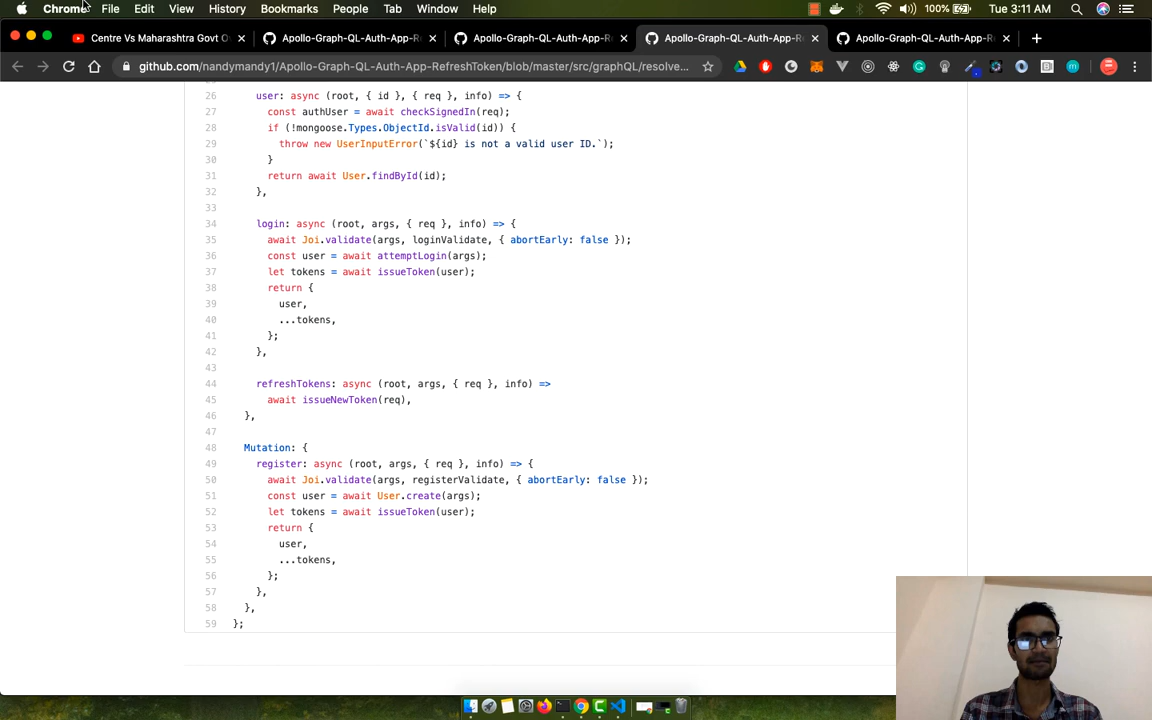 Chrome File Edit View History Bookmarks People Tab Window Help 100% Tue 3:11 AM
Centre Vs Maharashtra Govt O Apollo-Graph-QL-Auth-App-R Apollo-Graph-QL-Auth-App-R Apollo-Graph-QL-Auth-App-R Apollo-Graph-QL-Auth-App-R
github.com/nandymandy1/Apollo-Graph-QL-Auth-App-RefreshToken/blob/master/src/graphQL/resolve...
26 user: async (root, { id }, { req }, info) => {
27 const authUser = await checkSignedIn(req);
28 if (!mongoose.Types.ObjectId.isValid(id)) {
29 throw new UserInputError(`${id} is not a valid user ID.`);
30 }
31 return await User.findById(id);
32 },
33
34 login: async (root, args, { req }, info) => {
35 await Joi.validate(args, loginValidate, { abortEarly: false });
36 const user = await attemptLogin(args);
37 let tokens = await issueToken(user);
38 return {
39 user,
40 ...tokens,
41 };
42 },
43
44 refreshTokens: async (root, args, { req }, info) =>
45 await issueNewToken(req),
46 },
47
48 Mutation: {
49 register: async (root, args, { req }, info) => {
50 await Joi.validate(args, registerValidate, { abortEarly: false });
51 const user = await User.create(args);
52 let tokens = await issueToken(user);
53 return {
54 user,
55 ...tokens,
56 };
57 },
58 },
59 };